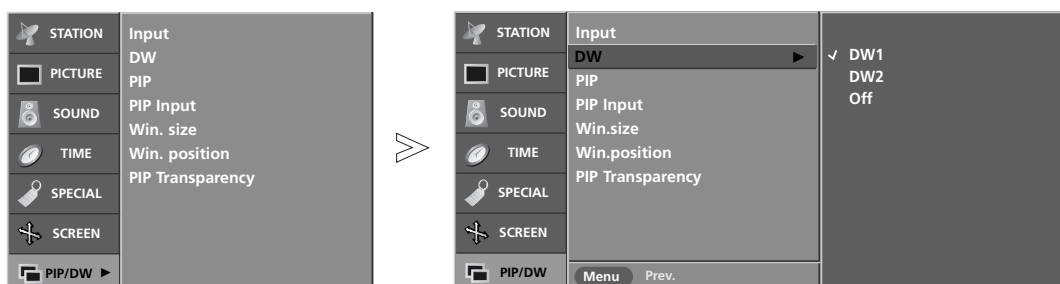 STATION
PICTURE
SOUND
TIME
SPECIAL
SCREEN
PIP/DW ►
Input
DW
PIP
PIP Input
Win. size
Win. position
PIP Transparency
STATION
PICTURE
SOUND
TIME
SPECIAL
SCREEN
PIP/DW
Input
DW ►
PIP
PIP Input
Win.size
Win.position
PIP Transparency
Menu Prev.
✓ DW1
DW2
Off